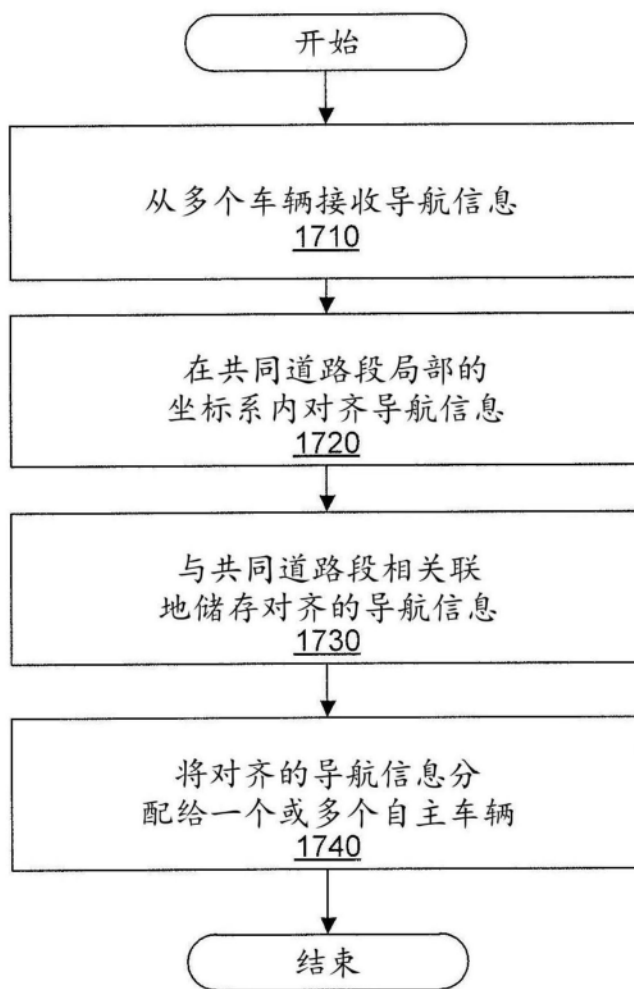 开始
从多个车辆接收导航信息
1710
在共同道路段局部的
坐标系内对齐导航信息
1720
与共同道路段相关联
地储存对齐的导航信息
1730
将对齐的导航信息分
配给一个或多个自主车辆
1740
结束